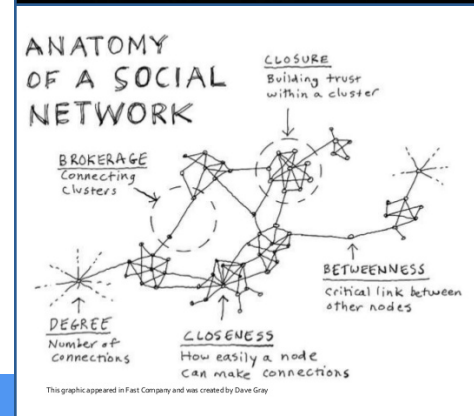 ANATOMY
OF A SOCIAL
NETWORK
CLOSURE
Building trust
within a cluster
BROKERAGE
Connecting
clusters
BETWEENNESS
Critical link between
other nodes
DEGREE
Number of
connections
CLOSENESS
How easily a node
can make connections
This graphic appeared in Fast Company and was created by Dave Gray